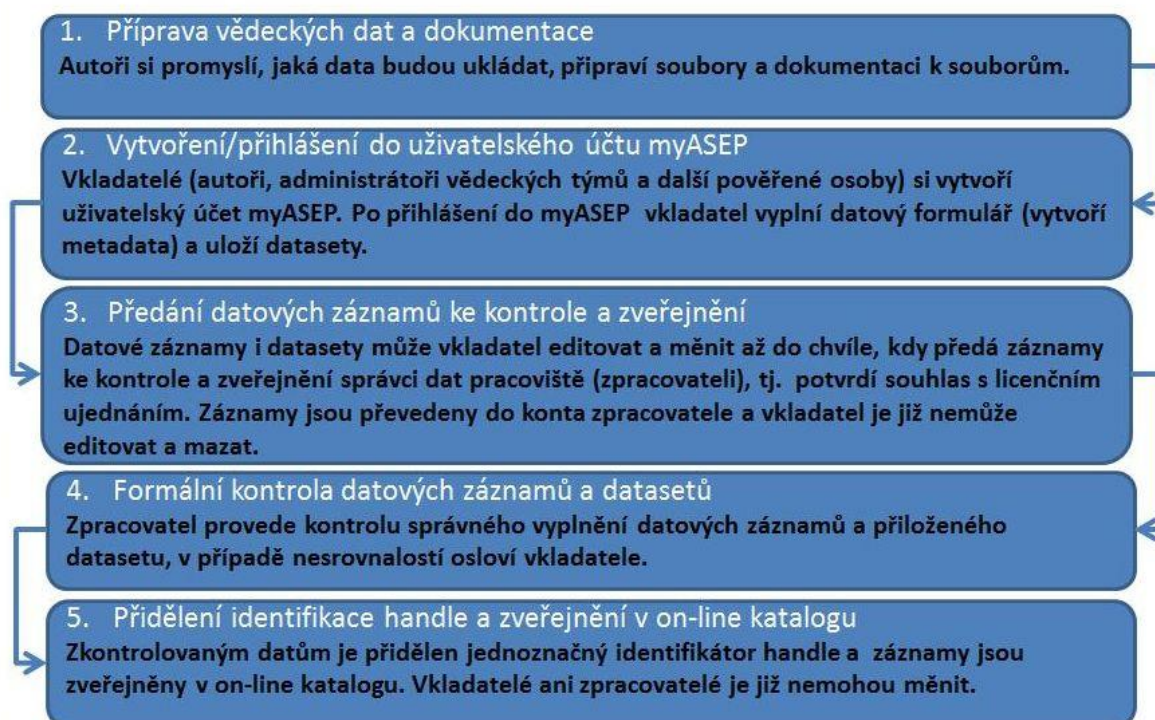 1. Příprava vědeckých dat a dokumentace
Autoři si promyslí, jaká data budou ukládat, připraví soubory a dokumentaci k souborům.
2. Vytvoření/přihlášení do uživatelského účtu myASEP
Vkladatelé (autoři, administrátoři vědeckých týmů a další pověřené osoby) si vytvoří
uživatelský účet myASEP. Po přihlášení do myASEP vkladatel vyplní datový formulář (vytvoří
metadata) a uloží datasety.
3. Předání datových záznamů ke kontrole a zveřejnění
Datové záznamy i datasety může vkladatel editovat a měnit až do chvíle, kdy předá záznamy
ke kontrole a zveřejnění správci dat pracoviště (zpracovateli), tj. potvrdí souhlas s licenčním
ujednáním. Záznamy jsou převedeny do konta zpracovatele a vkladatel je již nemůže
editovat a mazat.
4. Formální kontrola datových záznamů a datasetů
Zpracovatel provede kontrolu správného vyplnění datových záznamů a přiloženého
datasetu, v případě nesrovnalostí osloví vkladatele.
5. Přidělení identifikace handle a zveřejnění v on-line katalogu
Zkontrolovaným datům je přidělen jednoznačný identifikátor handle a záznamy jsou
zveřejněny v on-line katalogu. Vkladatelé ani zpracovatelé je již nemohou měnit.